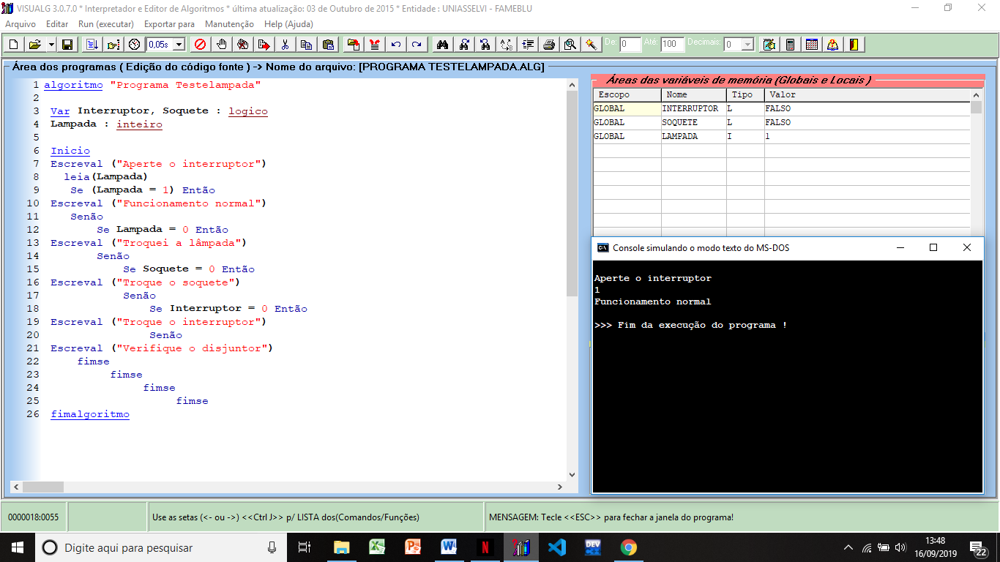 VISUALG 3.0.7.0 * Interpretador e Editor de Algoritmos * última atualização: 03 de Outubro de 2015 * Entidade : UNIASSELVI - FAMEBLU
Arquivo Editar Run (executar) Exportar para Manutenção Help (Ajuda)
0,05s De: 0 Até: 100 Decimais: 0
Área dos programas ( Edição do código fonte ) -> Nome do arquivo: [PROGRAMA TESTELAMPADA.ALG]
1 algoritmo "Programa Testelampada"
2
3 Var Interruptor, Soquete : logico
4 Lampada : inteiro
5
6 Inicio
7 Escreval ("Aperte o interruptor")
8 leia(Lampada)
9 Se (Lampada = 1) Então
10 Escreval ("Funcionamento normal")
11 Senão
12 Se Lampada = 0 Então
13 Escreval ("Troquei a lâmpada")
14 Senão
15 Se Soquete = 0 Então
16 Escreval ("Troque o soquete")
17 Senão
18 Se Interruptor = 0 Então
19 Escreval ("Troque o interruptor")
20 Senão
21 Escreval ("Verifique o disjuntor")
22 fimse
23 fimse
24 fimse
25 fimse
26 fimalgoritmo
Áreas das variáveis de memória (Globais e Locais )
Escopo Nome Tipo Valor
GLOBAL INTERRUPTOR L FALSO
GLOBAL SOQUETE L FALSO
GLOBAL LAMPADA I 1
Console simulando o modo texto do MS-DOS
Aperte o interruptor
1
Funcionamento normal
>>> Fim da execução do programa !
0000018:0055 Use as setas (<- ou ->) <<Ctrl J>> p/ LISTA dos(Comandos/Funções) MENSAGEM: Tecle <<ESC>> para fechar a janela do programa!
Digite aqui para pesquisar
13:48
16/09/2019
22